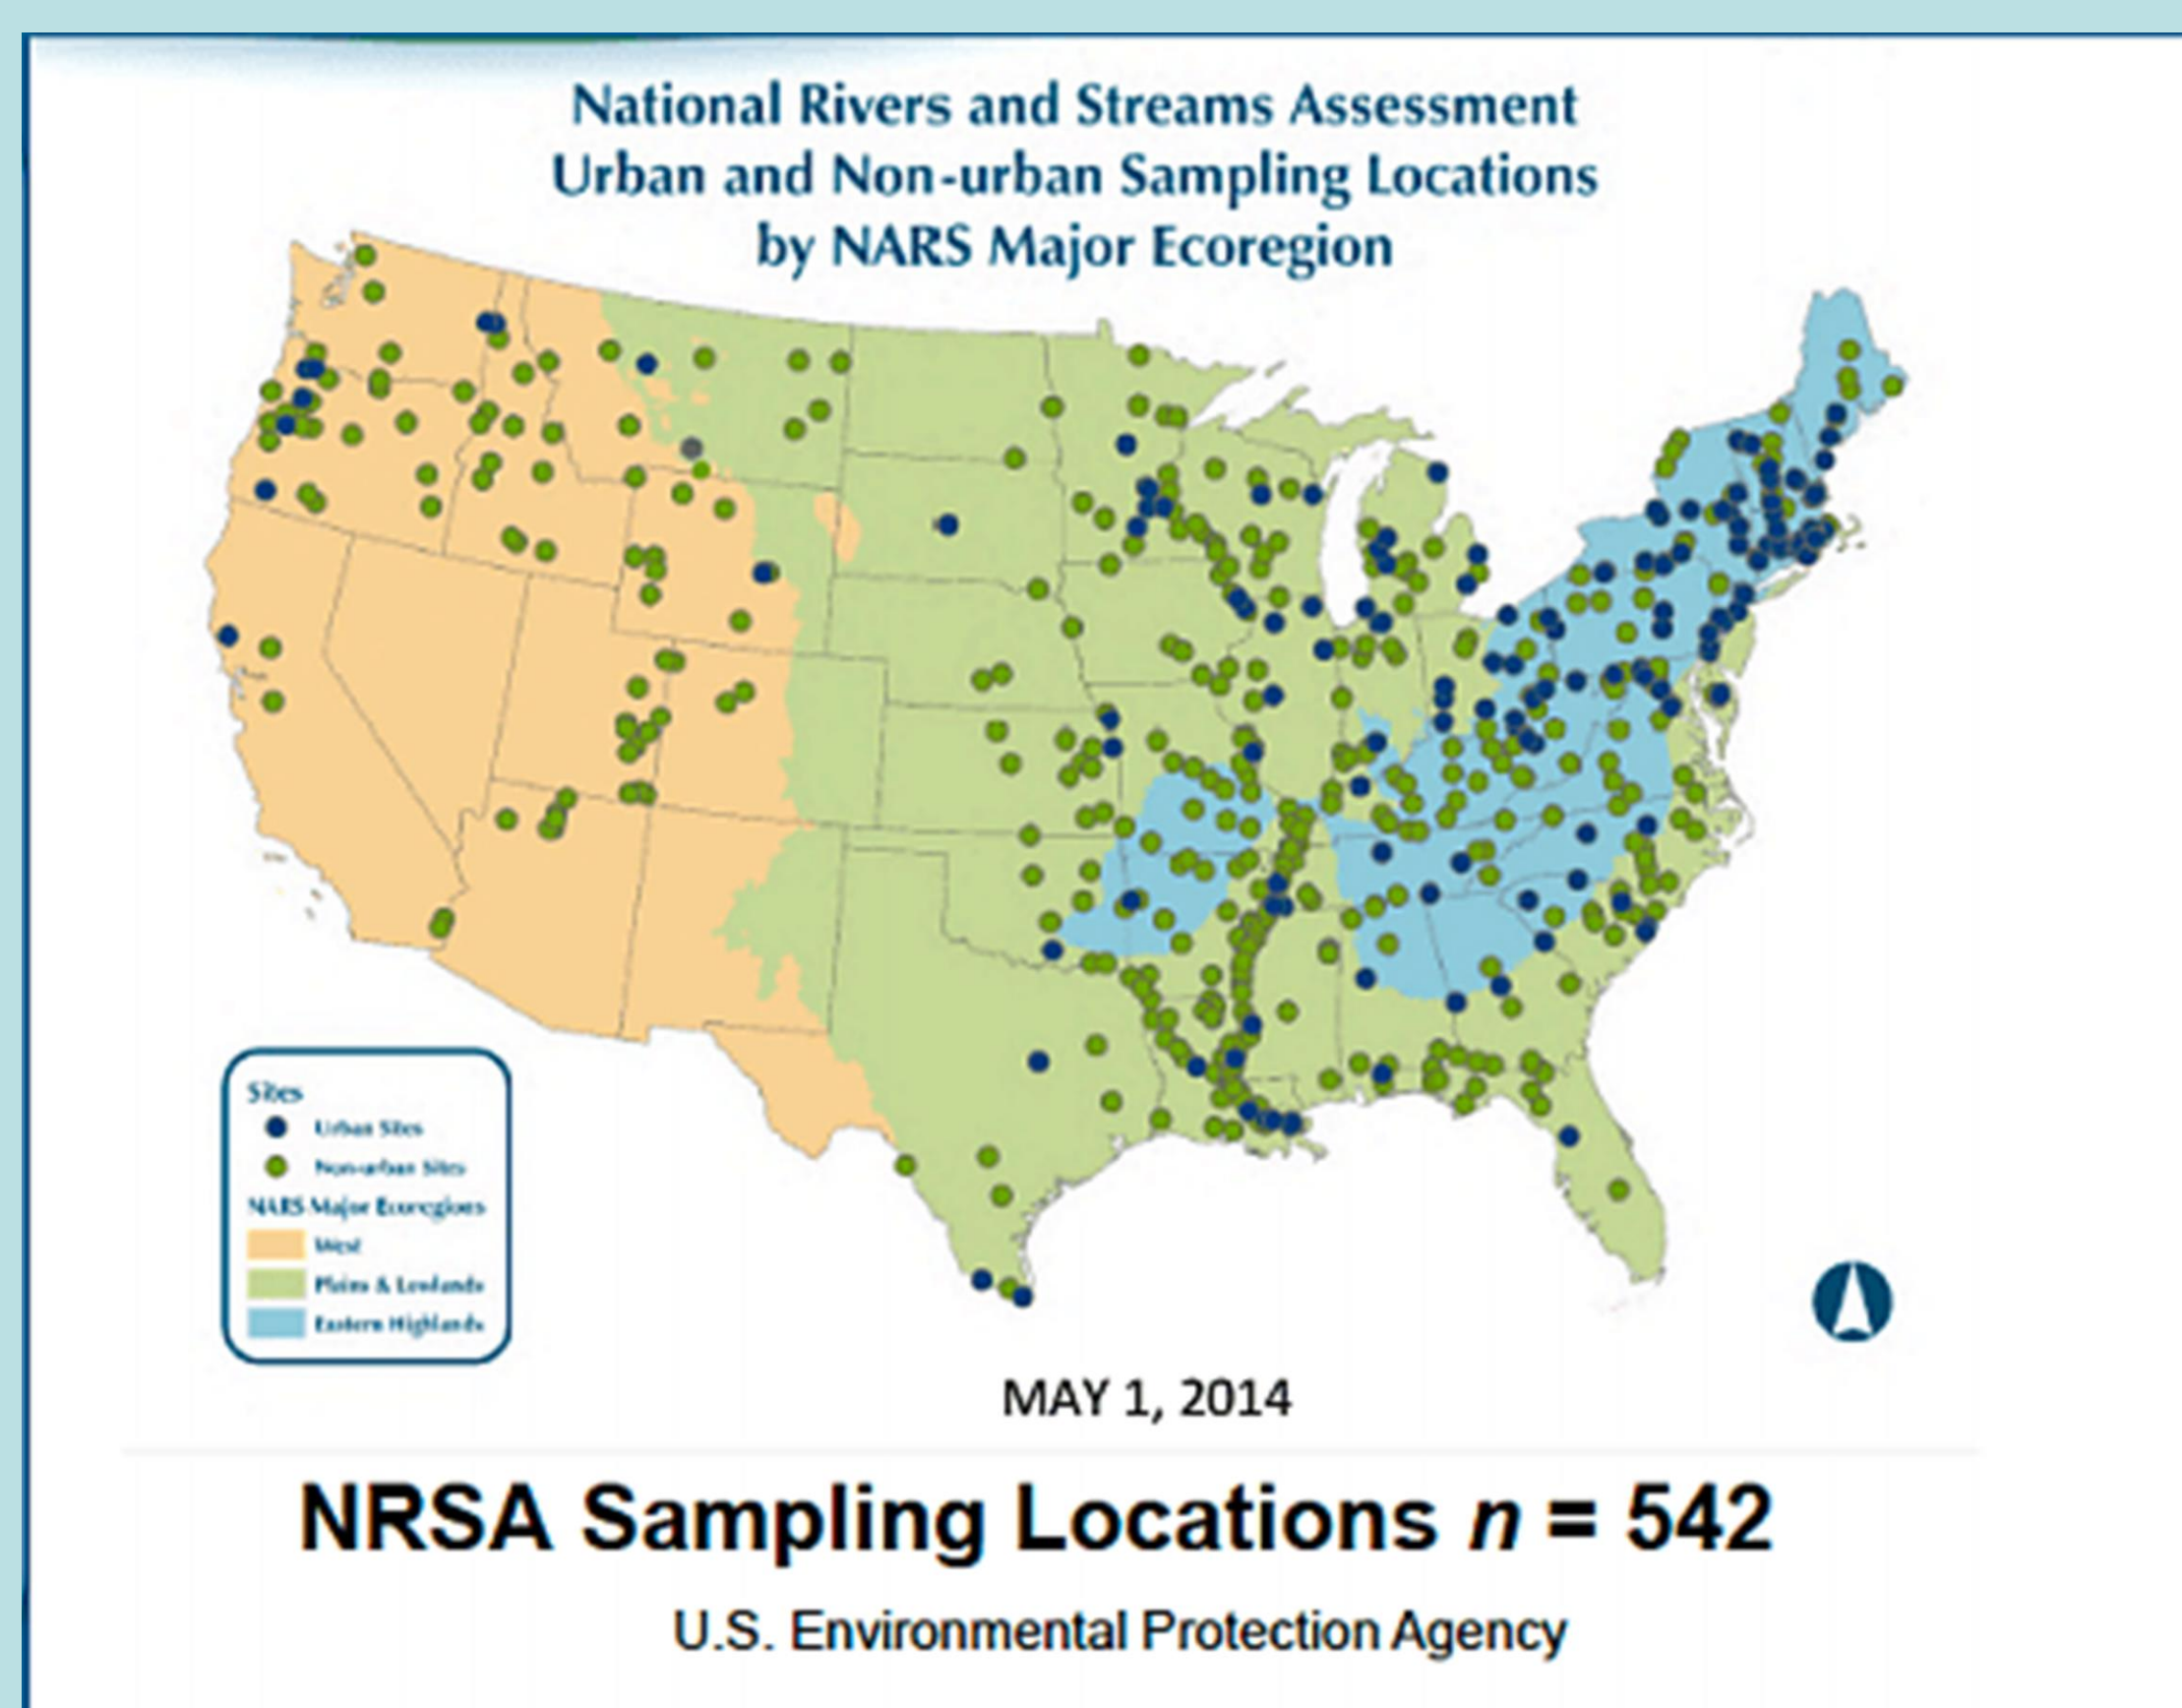 National Rivers and Streams Assessment
Urban and Non-urban Sampling Locations
by NARS Major Ecoregion
Sites
Urban Sites
Non-urban Sites
NARS Major Ecoregions
West
Plains & Lowlands
Eastern Highlands
MAY 1, 2014
NRSA Sampling Locations n = 542
U.S. Environmental Protection Agency